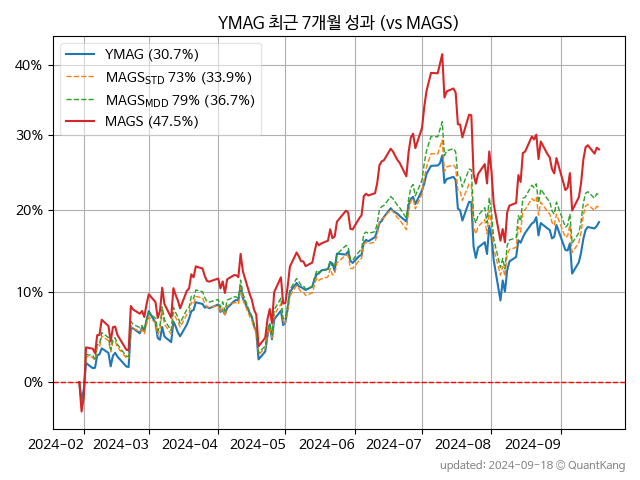 YMAG 최근 7개월 성과 (vs MAGS)
YMAG (30.7%)
MAGS_STD 73% (33.9%)
MAGS_MDD 79% (36.7%)
MAGS (47.5%)
40%
30%
20%
10%
0%
2024-02 2024-03 2024-04 2024-05 2024-06 2024-07 2024-08 2024-09
updated: 2024-09-18 @ QuantKang